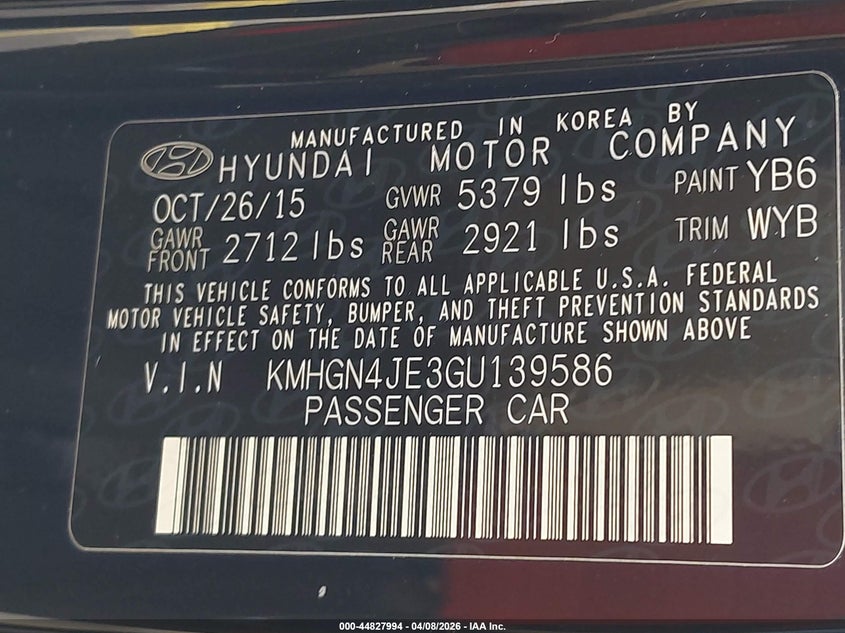 MANUFACTURED IN KOREA BY
HYUNDAI MOTOR COMPANY
OCT/26/15 GVWR 5379 lbs PAINT YB6
GAWR FRONT 2712 lbs GAWR REAR 2921 lbs TRIM WYB
THIS VEHICLE CONFORMS TO ALL APPLICABLE U.S.A. FEDERAL
MOTOR VEHICLE SAFETY, BUMPER, AND THEFT PREVENTION STANDARDS
IN EFFECT ON THE DATE OF MANUFACTURE SHOWN ABOVE
V.I.N KMHGN4JE3GU139586
PASSENGER CAR
000-44827994 - 04/08/2026 - IAA Inc.